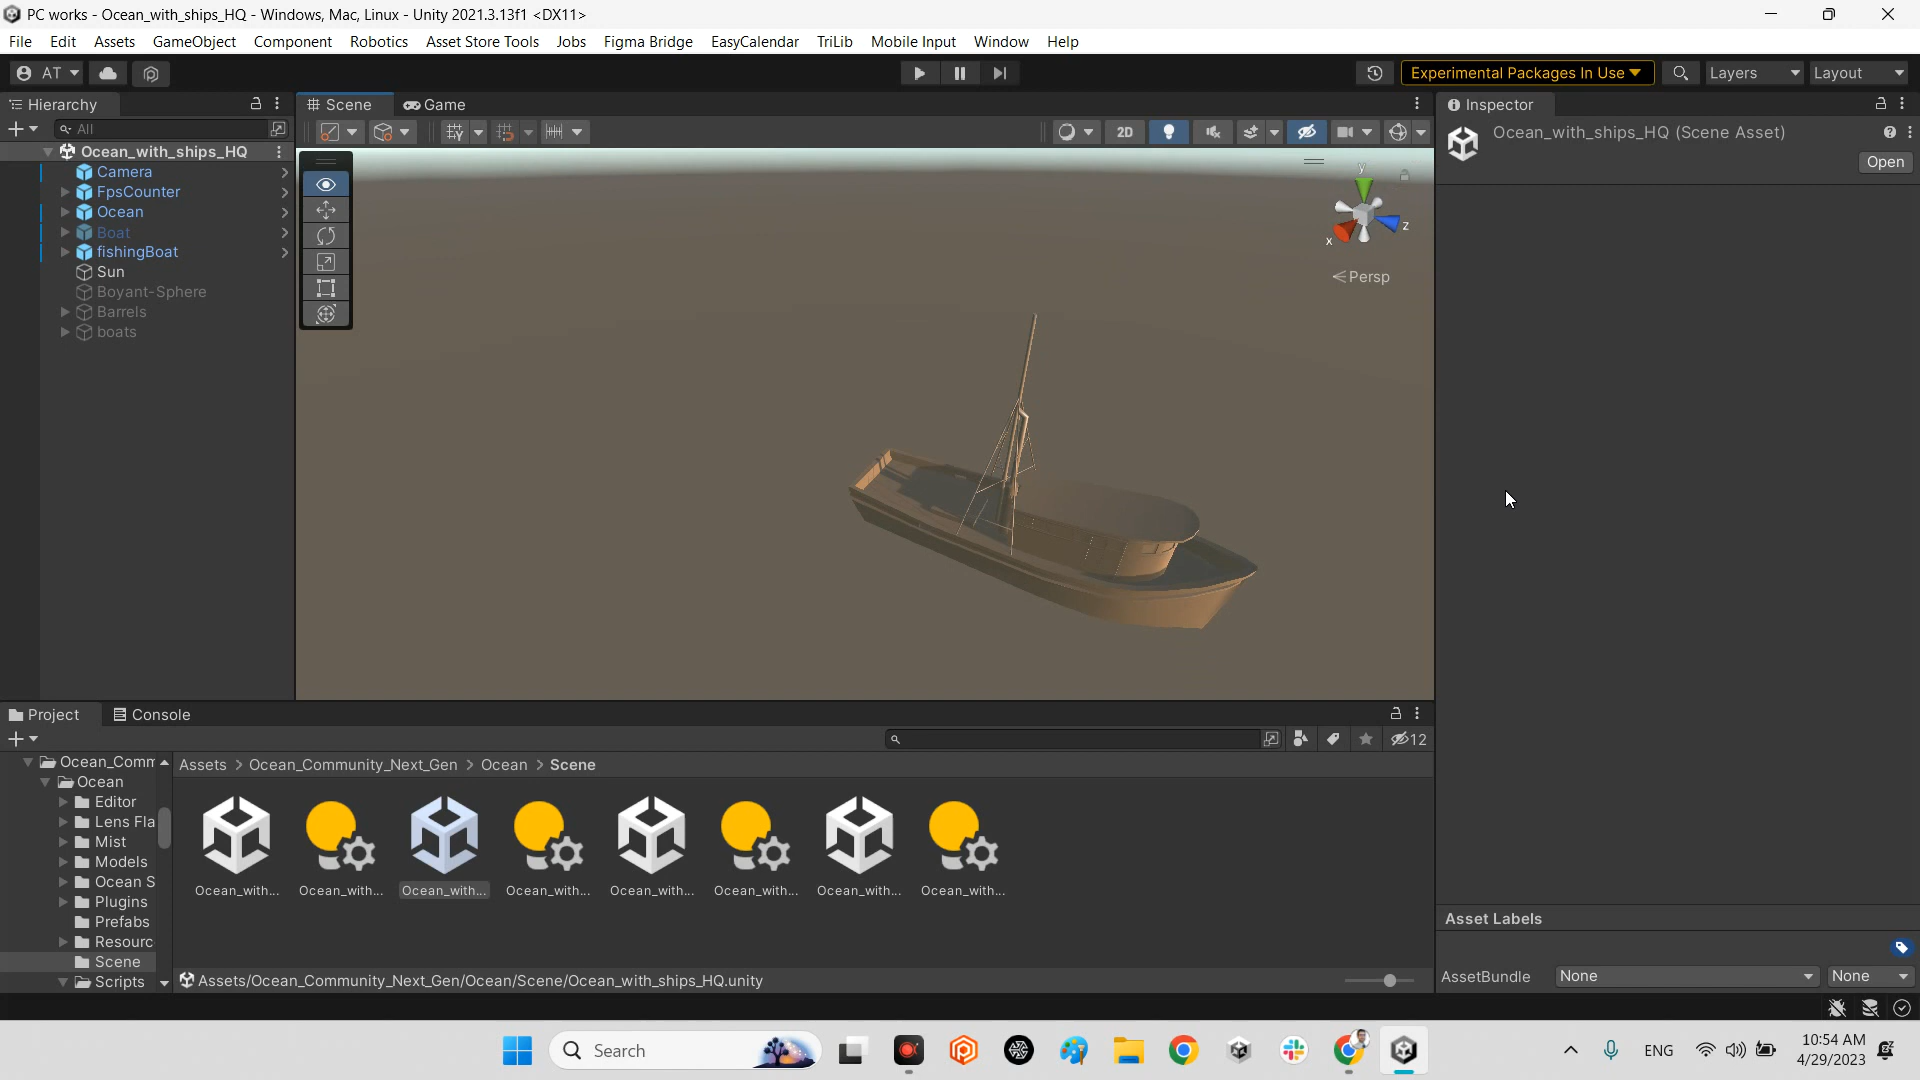 PC works - Ocean_with_ships_HQ - Windows, Mac, Linux - Unity 2021.3.13f1 <DX11>
File Edit Assets GameObject Component Robotics Asset Store Tools Jobs Figma Bridge EasyCalendar TriLib Mobile Input Window Help
AT Experimental Packages In Use Layers Layout
Hierarchy
All
Ocean_with_ships_HQ
Camera
FpsCounter
Ocean
Boat
fishingBoat
Sun
Boyant-Sphere
Barrels
boats
Scene Game
2D
y
x
z
Persp
Inspector
Ocean_with_ships_HQ (Scene Asset)
Open
Project Console
12
Ocean_Comm
Ocean
Editor
Lens Fla
Mist
Models
Ocean S
Plugins
Prefabs
Resourc
Scene
Scripts
Assets > Ocean_Community_Next_Gen > Ocean > Scene
Ocean_with... Ocean_with... Ocean_with... Ocean_with... Ocean_with... Ocean_with... Ocean_with... Ocean_with...
Assets/Ocean_Community_Next_Gen/Ocean/Scene/Ocean_with_ships_HQ.unity
Asset Labels
AssetBundle None None
Search
ENG
10:54 AM
4/29/2023